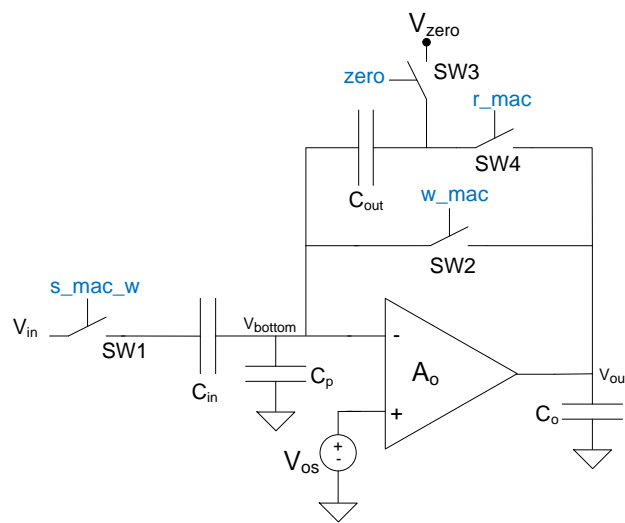 Vzero
zero
SW3
r_mac
SW4
Cout
w_mac
SW2
s_mac_w
Vin
SW1
Cin
Vbottom
Cp
-
Ao
+
Vos
+
-
Vou
Co